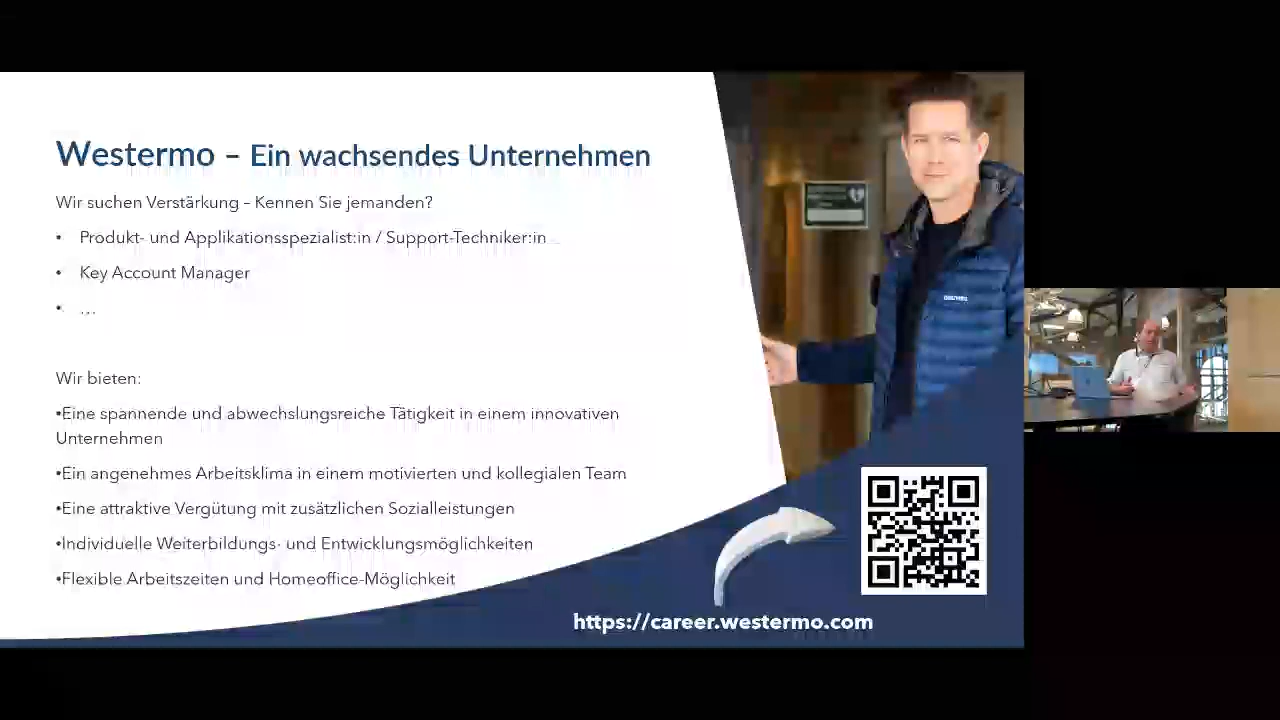 Westermo – Ein wachsendes Unternehmen
Wir suchen Verstärkung – Kennen Sie jemanden?
• Produkt- und Applikationsspezialist:in / Support-Techniker:in
• Key Account Manager
• …
Wir bieten:
•Eine spannende und abwechslungsreiche Tätigkeit in einem innovativen
Unternehmen
•Ein angenehmes Arbeitsklima in einem motivierten und kollegialen Team
•Eine attraktive Vergütung mit zusätzlichen Sozialleistungen
•Individuelle Weiterbildungs- und Entwicklungsmöglichkeiten
•Flexible Arbeitszeiten und Homeoffice-Möglichkeit
https://career.westermo.com